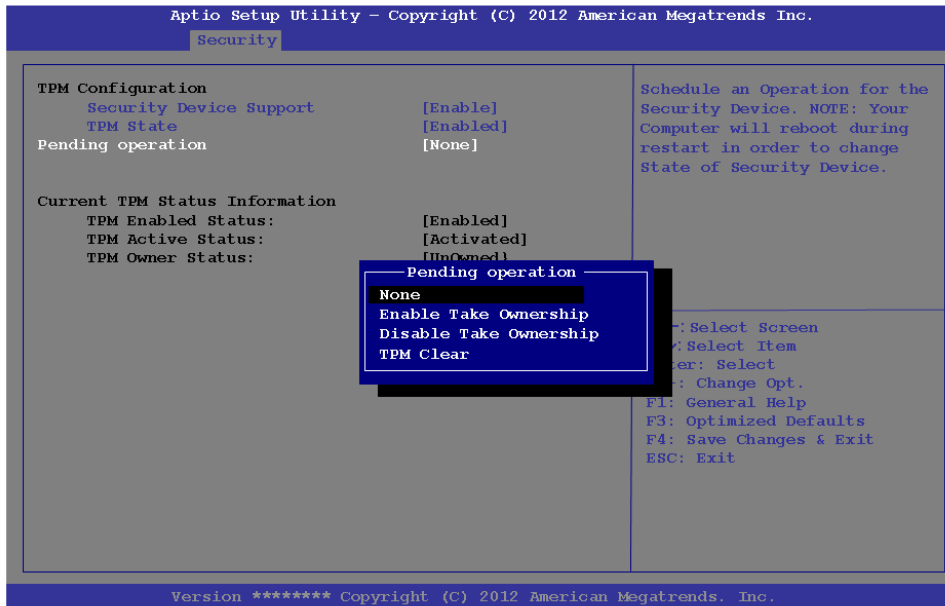 Aptio Setup Utility – Copyright (C) 2012 American Megatrends Inc.
Security
TPM Configuration
Security Device Support [Enable]
TPM State [Enabled]
Pending operation [None]
Current TPM Status Information
TPM Enabled Status: [Enabled]
TPM Active Status: [Activated]
TPM Owner Status: [UnOwned}
Pending operation
None
Enable Take Ownership
Disable Take Ownership
TPM Clear
Schedule an Operation for the
Security Device. NOTE: Your
Computer will reboot during
restart in order to change
State of Security Device.
:Select Screen
:Select Item
er: Select
: Change Opt.
F1: General Help
F3: Optimized Defaults
F4: Save Changes & Exit
ESC: Exit
Version ******** Copyright (C) 2012 American Megatrends. Inc.